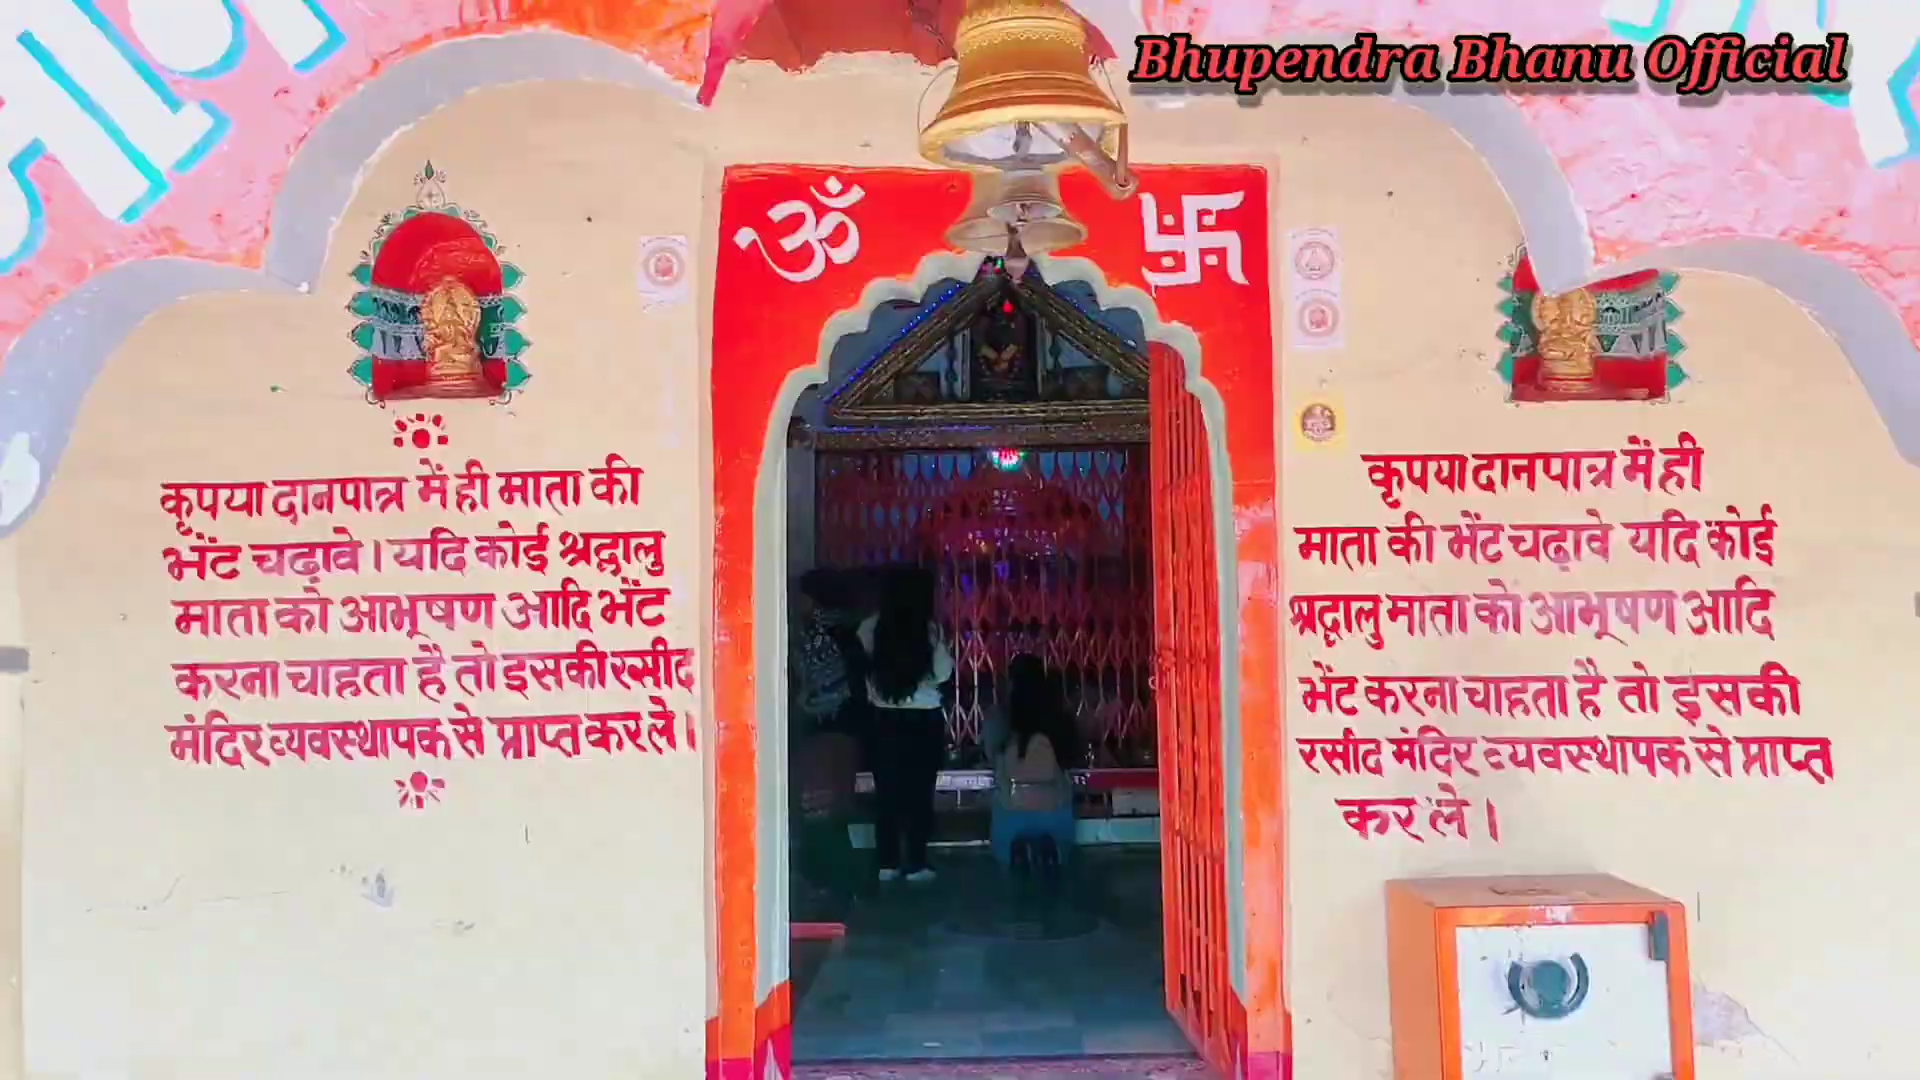 Bhupendra Bhanu Official
ॐ
कृपया दानपात्र में ही माता की
भेंट चढ़ावे। यदि कोई श्रद्धालु
माता को आभूषण आदि भेंट
करना चाहता है तो इसकी रसीद
मंदिर व्यवस्थापक से प्राप्त कर ले।
कृपया दानपात्र में ही
माता की भेंट चढ़ावे यदि कोई
श्रद्धालु माता को आभूषण आदि
भेंट करना चाहता है तो इसकी
रसीद मंदिर व्यवस्थापक से प्राप्त
कर ले।